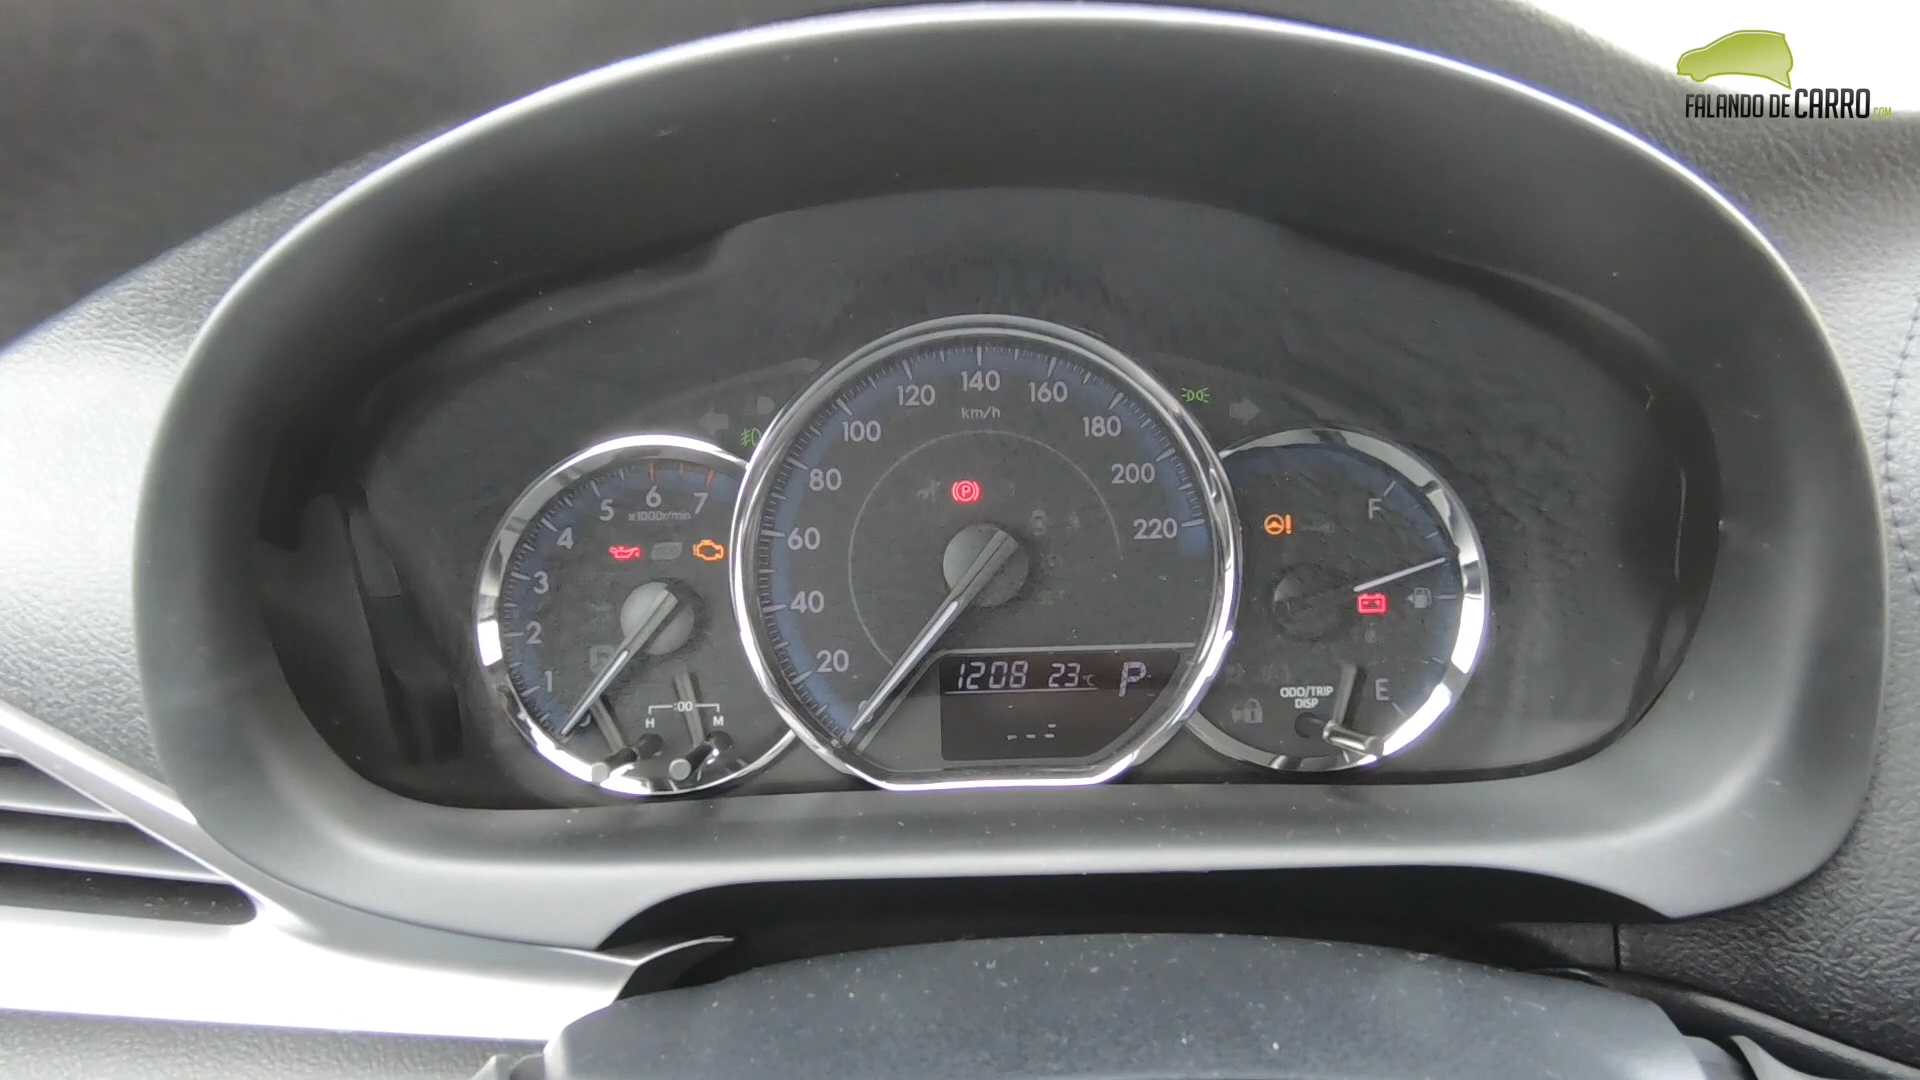 FALANDO DE CARRO.COM
120 140 160
km/h
100 180
80 200
60 220
40
20
5 6 7
x1000r/min
4
3
2
1
P
F
1208 23°C P
---
:00
H M
ODO/TRIP
DISP
E